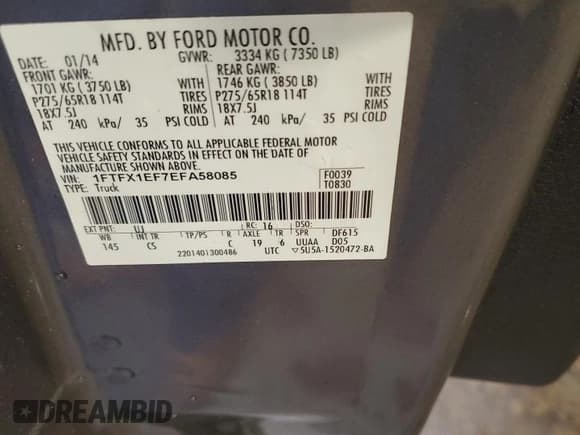 MFD. BY FORD MOTOR CO.
DATE: 01/14 GVWR: 3334 KG ( 7350 LB)
FRONT GAWR: REAR GAWR:
1701 KG ( 3750 LB) 1746 KG ( 3850 LB)
P275/65R18 114T TIRES P275/65R18 114T TIRES
18X7.5J RIMS 18X7.5J RIMS
AT 240 kPa/ 35 PSI COLD AT 240 kPa/ 35 PSI COLD
THIS VEHICLE CONFORMS TO ALL APPLICABLE FEDERAL MOTOR
VEHICLE SAFETY STANDARDS IN EFFECT ON THE DATE OF
MANUFACTURE SHOWN ABOVE.
VIN: 1FTFX1EF7EFA58085 F0039
TYPE: Truck T0830
EXT PNT: UJ RC: 16 DSO:
WB INT TR TP/PS R AXLE TR SPR DF615
145 CS C 19 6 UUAA D05
2201401300486 UTC 5U5A-1520472-BA
DREAMBID